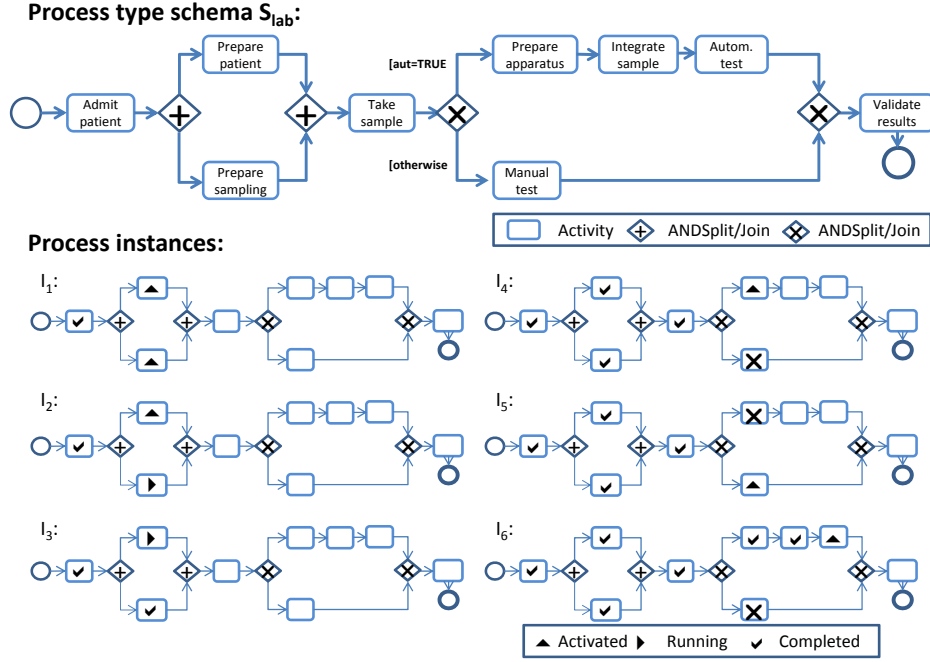 Process type schema Slab:
Prepare
patient
[aut=TRUE
Prepare
apparatus
Integrate
sample
Autom.
test
Admit
patient
Take
sample
Validate
results
Prepare
sampling
[otherwise
Manual
test
Activity
ANDSplit/Join
ANDSplit/Join
Process instances:
I1:
I4:
I2:
I5:
I3:
I6:
Activated
Running
Completed